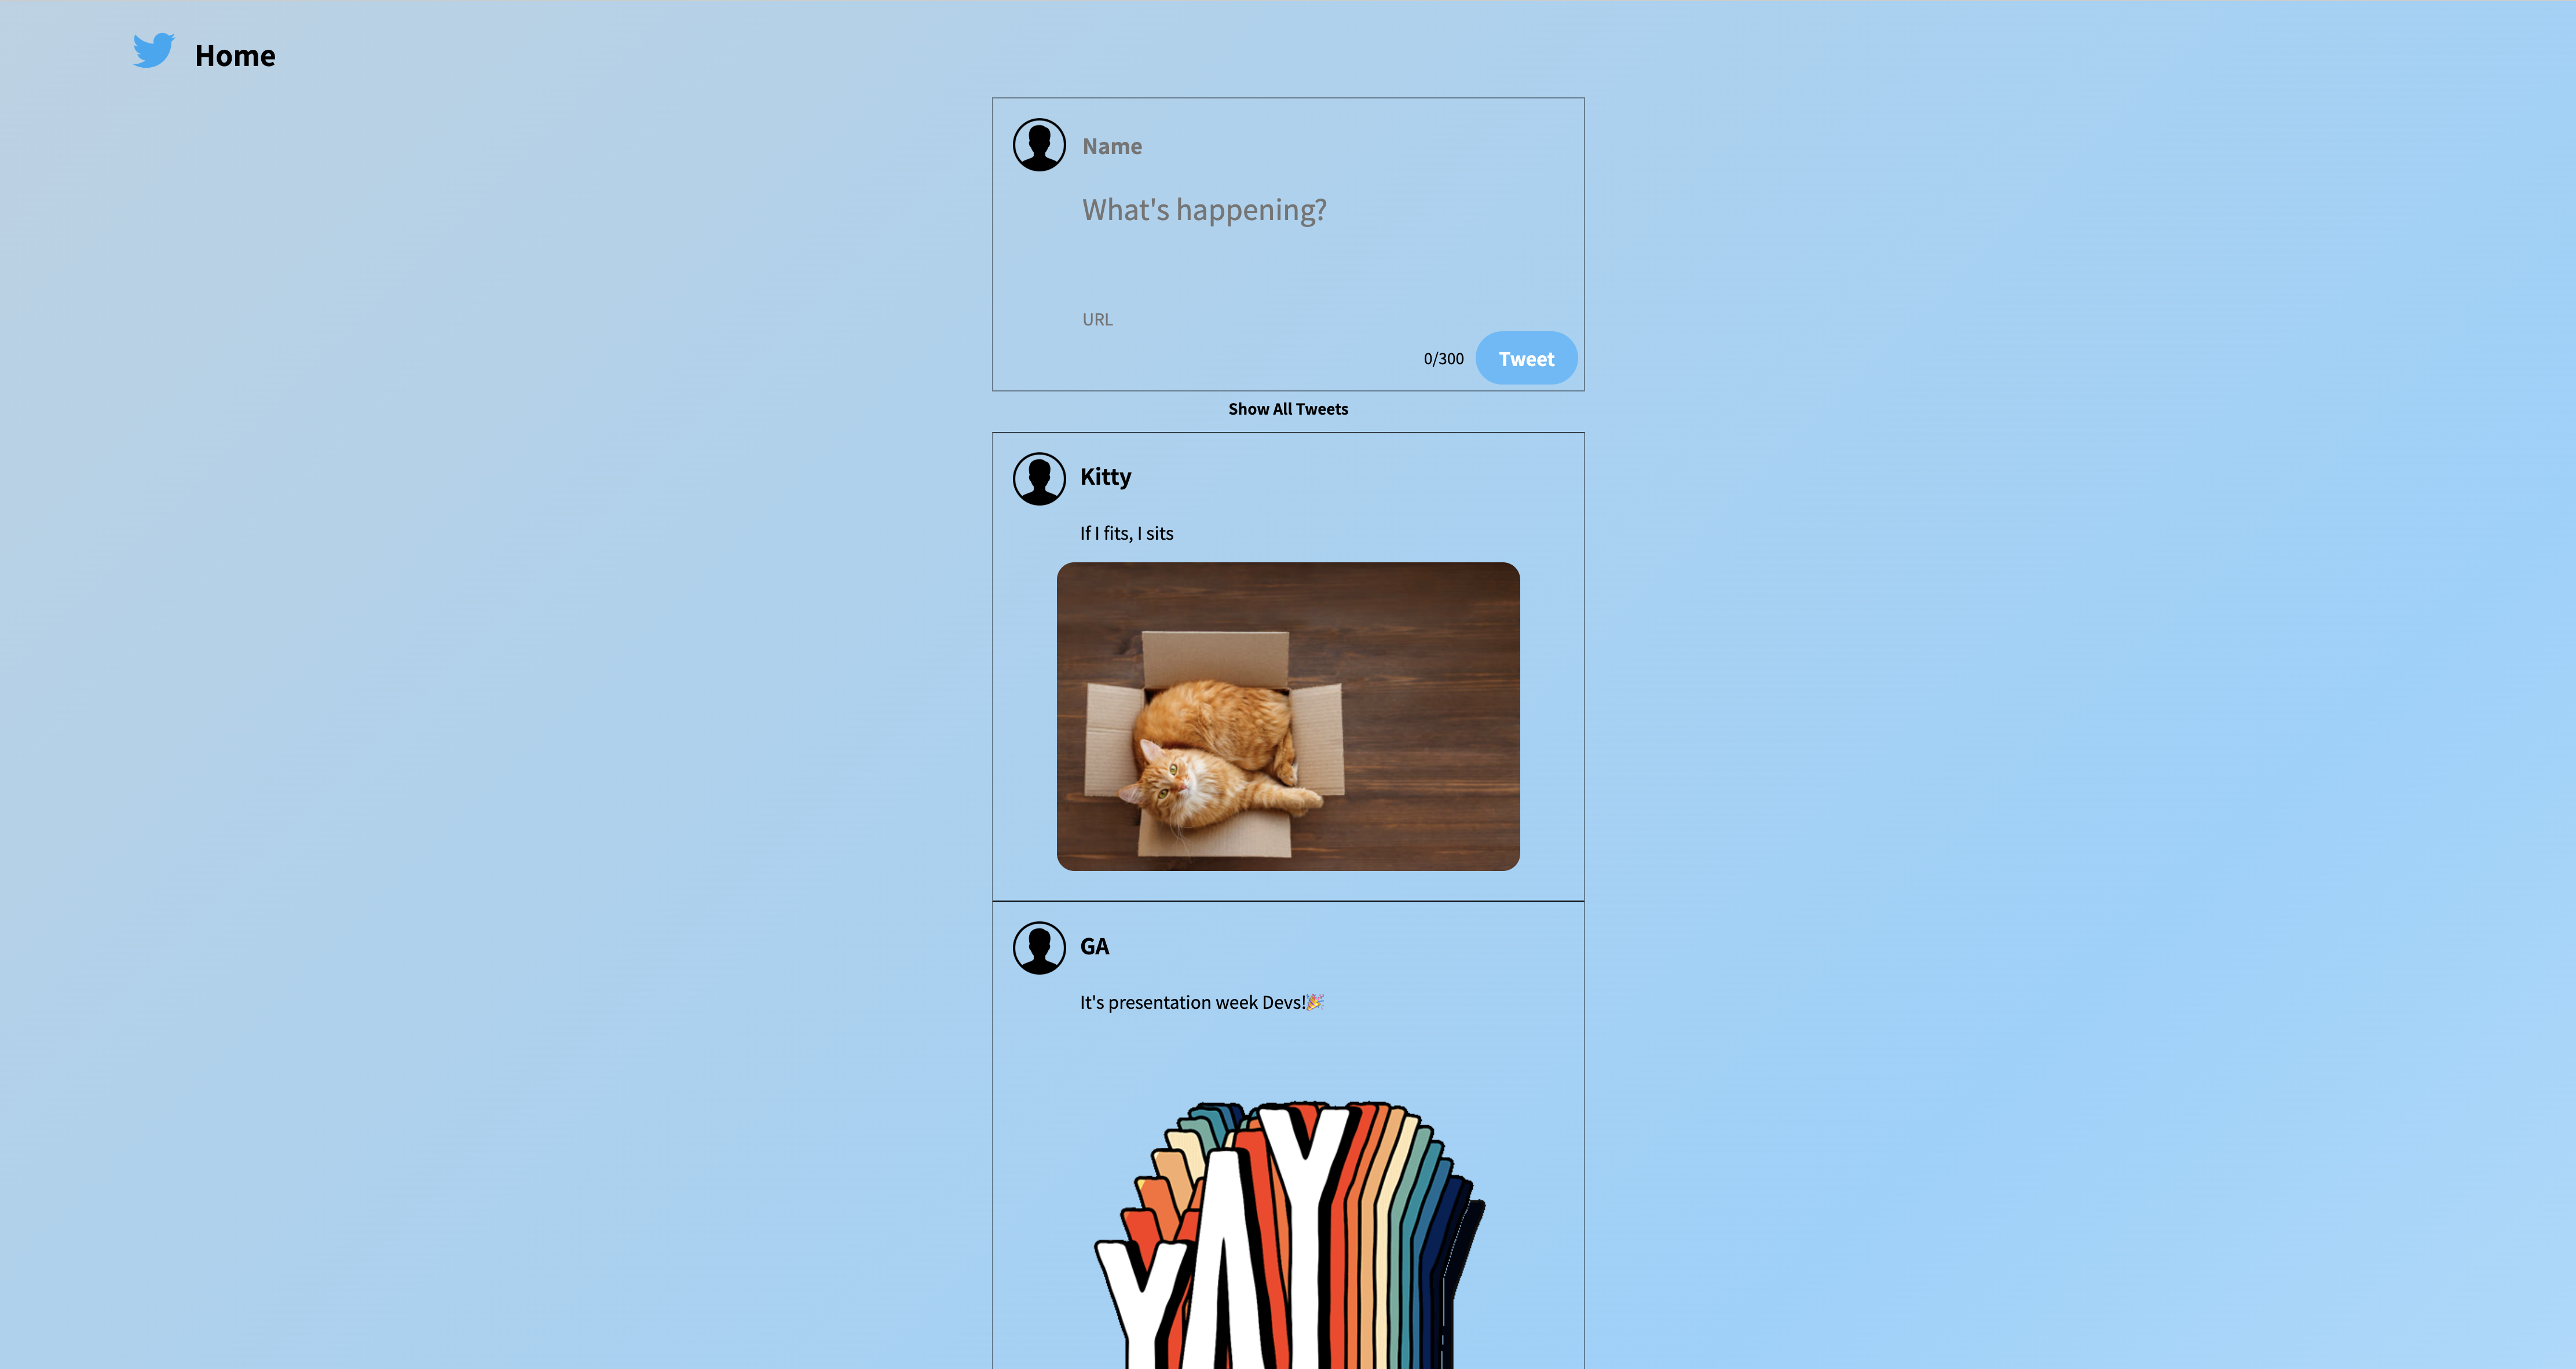 Home
Name
What's happening?
URL
0/300 Tweet
Show All Tweets
Kitty
If I fits, I sits
GA
It's presentation week Devs!🎉
YAY